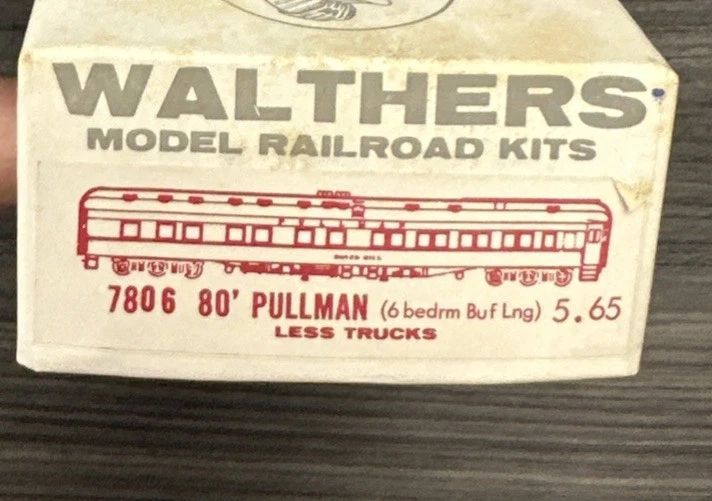 WALTHERS
MODEL RAILROAD KITS
7806 80' PULLMAN (6 bedrm Buf Lng) 5.65
LESS TRUCKS